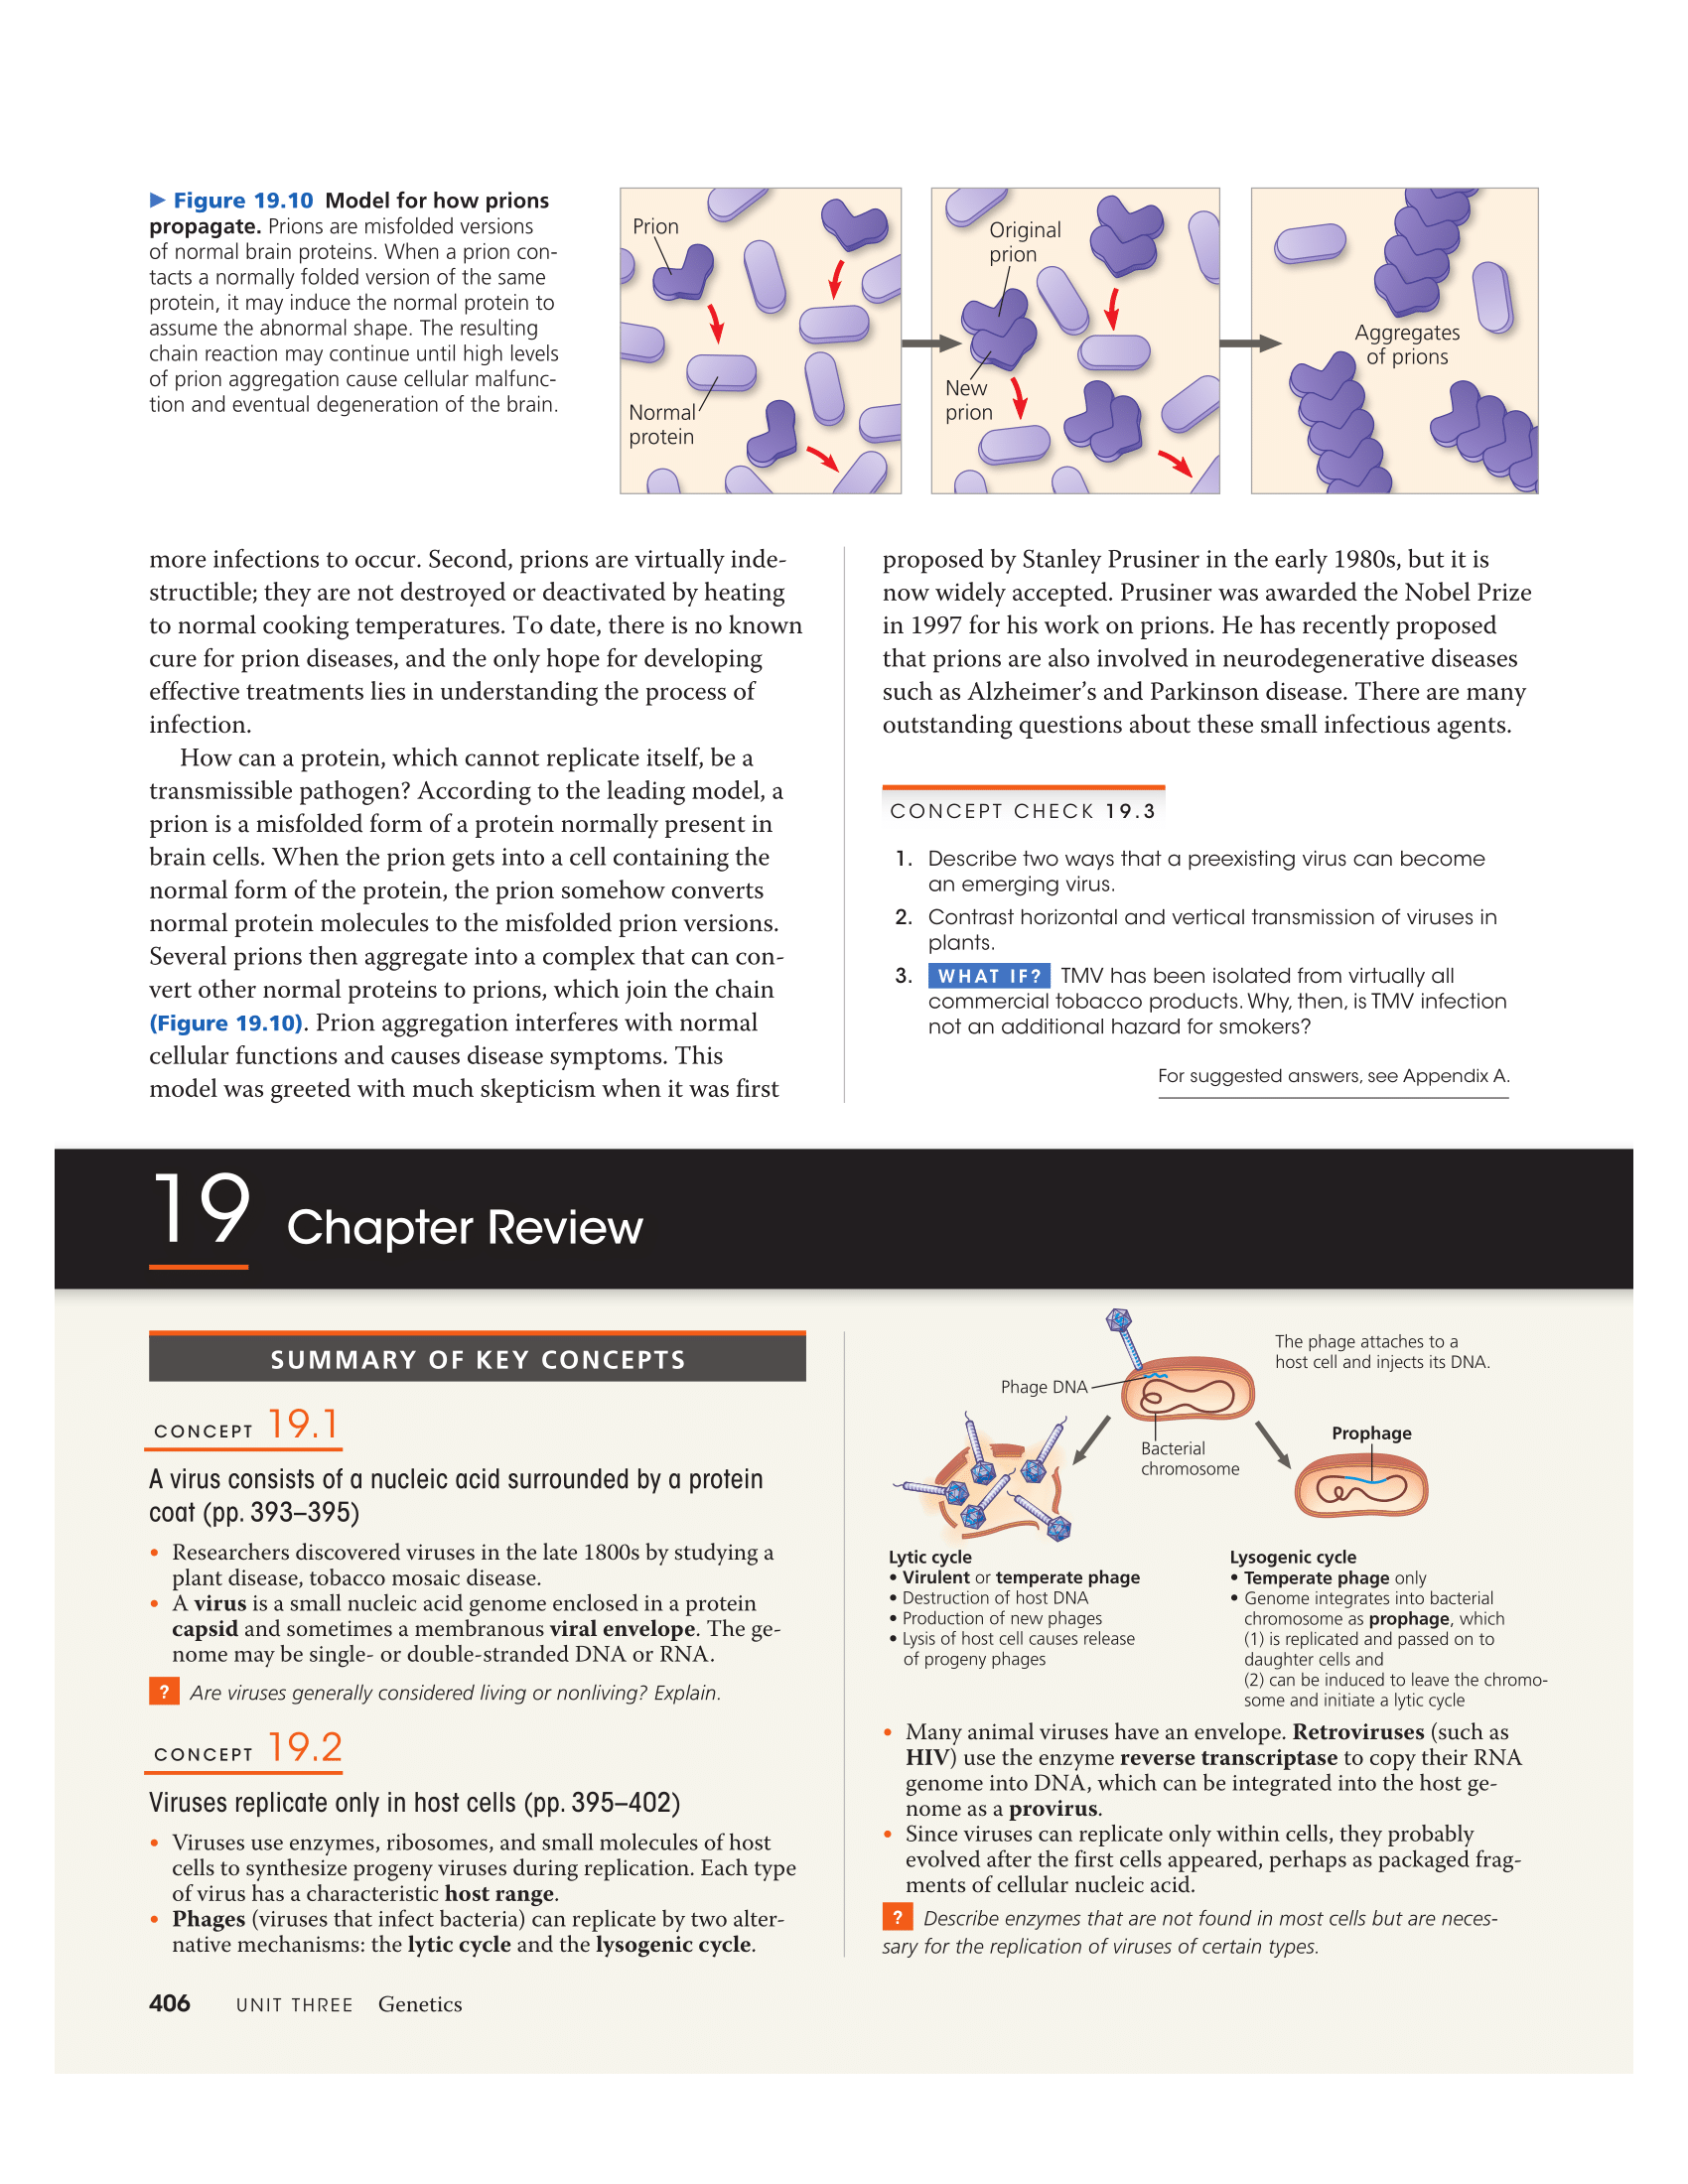 ▶ Figure 19.10 Model for how prions
propagate. Prions are misfolded versions
of normal brain proteins. When a prion con-
tacts a normally folded version of the same
protein, it may induce the normal protein to
assume the abnormal shape. The resulting
chain reaction may continue until high levels
of prion aggregation cause cellular malfunc-
tion and eventual degeneration of the brain.
Prion
Normal
protein
Original
prion
New
prion
Aggregates
of prions
more infections to occur. Second, prions are virtually inde-
structible; they are not destroyed or deactivated by heating
to normal cooking temperatures. To date, there is no known
cure for prion diseases, and the only hope for developing
effective treatments lies in understanding the process of
infection.
How can a protein, which cannot replicate itself, be a
transmissible pathogen? According to the leading model, a
prion is a misfolded form of a protein normally present in
brain cells. When the prion gets into a cell containing the
normal form of the protein, the prion somehow converts
normal protein molecules to the misfolded prion versions.
Several prions then aggregate into a complex that can con-
vert other normal proteins to prions, which join the chain
(Figure 19.10). Prion aggregation interferes with normal
cellular functions and causes disease symptoms. This
model was greeted with much skepticism when it was first
proposed by Stanley Prusiner in the early 1980s, but it is
now widely accepted. Prusiner was awarded the Nobel Prize
in 1997 for his work on prions. He has recently proposed
that prions are also involved in neurodegenerative diseases
such as Alzheimer's and Parkinson disease. There are many
outstanding questions about these small infectious agents.
CONCEPT CHECK 19.3
1. Describe two ways that a preexisting virus can become
an emerging virus.
2. Contrast horizontal and vertical transmission of viruses in
plants.
3. WHAT IF? TMV has been isolated from virtually all
commercial tobacco products. Why, then, is TMV infection
not an additional hazard for smokers?
For suggested answers, see Appendix A.
19 Chapter Review
SUMMARY OF KEY CONCEPTS
CONCEPT 19.1
A virus consists of a nucleic acid surrounded by a protein
coat (pp. 393–395)
• Researchers discovered viruses in the late 1800s by studying a
plant disease, tobacco mosaic disease.
• A virus is a small nucleic acid genome enclosed in a protein
capsid and sometimes a membranous viral envelope. The ge-
nome may be single- or double-stranded DNA or RNA.
? Are viruses generally considered living or nonliving? Explain.
CONCEPT 19.2
Viruses replicate only in host cells (pp. 395–402)
• Viruses use enzymes, ribosomes, and small molecules of host
cells to synthesize progeny viruses during replication. Each type
of virus has a characteristic host range.
• Phages (viruses that infect bacteria) can replicate by two alter-
native mechanisms: the lytic cycle and the lysogenic cycle.
The phage attaches to a
host cell and injects its DNA.
Phage DNA
Bacterial
chromosome
Prophage
Lytic cycle
• Virulent or temperate phage
• Destruction of host DNA
• Production of new phages
• Lysis of host cell causes release
of progeny phages
Lysogenic cycle
• Temperate phage only
• Genome integrates into bacterial
chromosome as prophage, which
(1) is replicated and passed on to
daughter cells and
(2) can be induced to leave the chromo-
some and initiate a lytic cycle
• Many animal viruses have an envelope. Retroviruses (such as
HIV) use the enzyme reverse transcriptase to copy their RNA
genome into DNA, which can be integrated into the host ge-
nome as a provirus.
• Since viruses can replicate only within cells, they probably
evolved after the first cells appeared, perhaps as packaged frag-
ments of cellular nucleic acid.
? Describe enzymes that are not found in most cells but are neces-
sary for the replication of viruses of certain types.
406 UNIT THREE Genetics